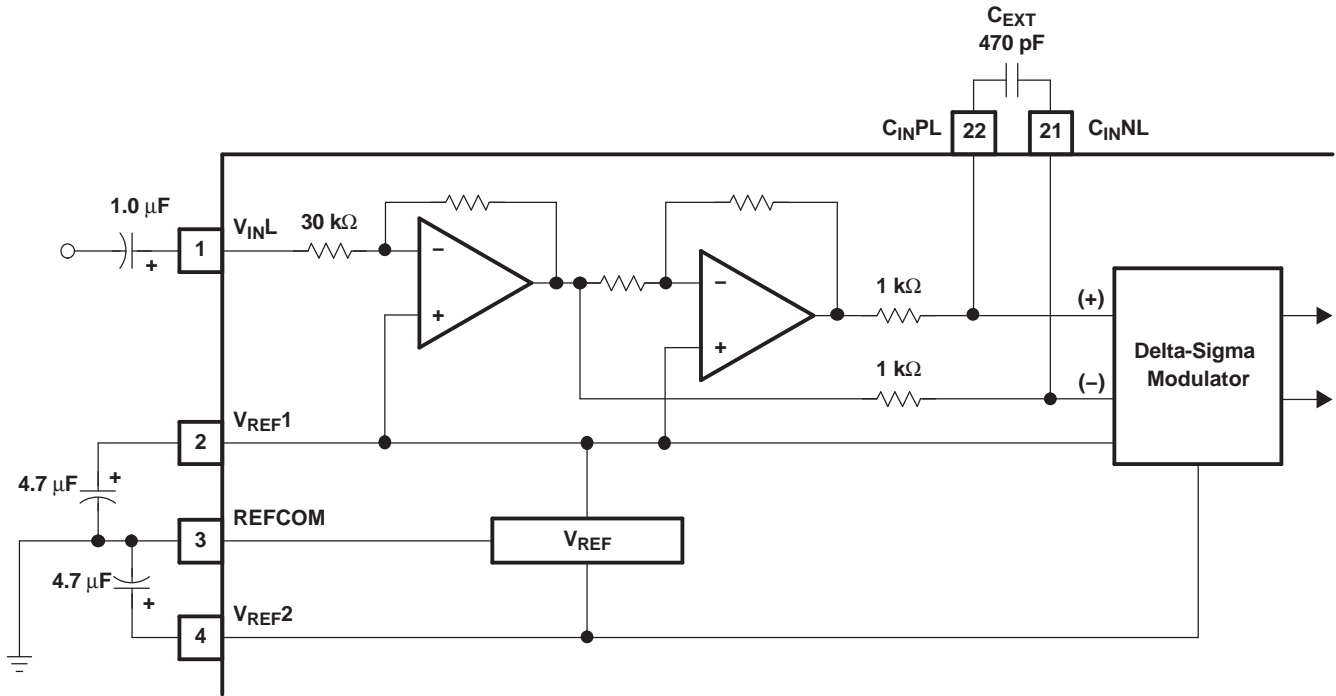 CEXT
470 pF
CINPL
22
21
CINNL
1.0 μF
+
1
VINL
30 kΩ
−
+
−
+
1 kΩ
(+)
1 kΩ
(−)
Delta-Sigma
Modulator
VREF1
2
4.7 μF
+
REFCOM
3
VREF
4.7 μF
+
VREF2
4